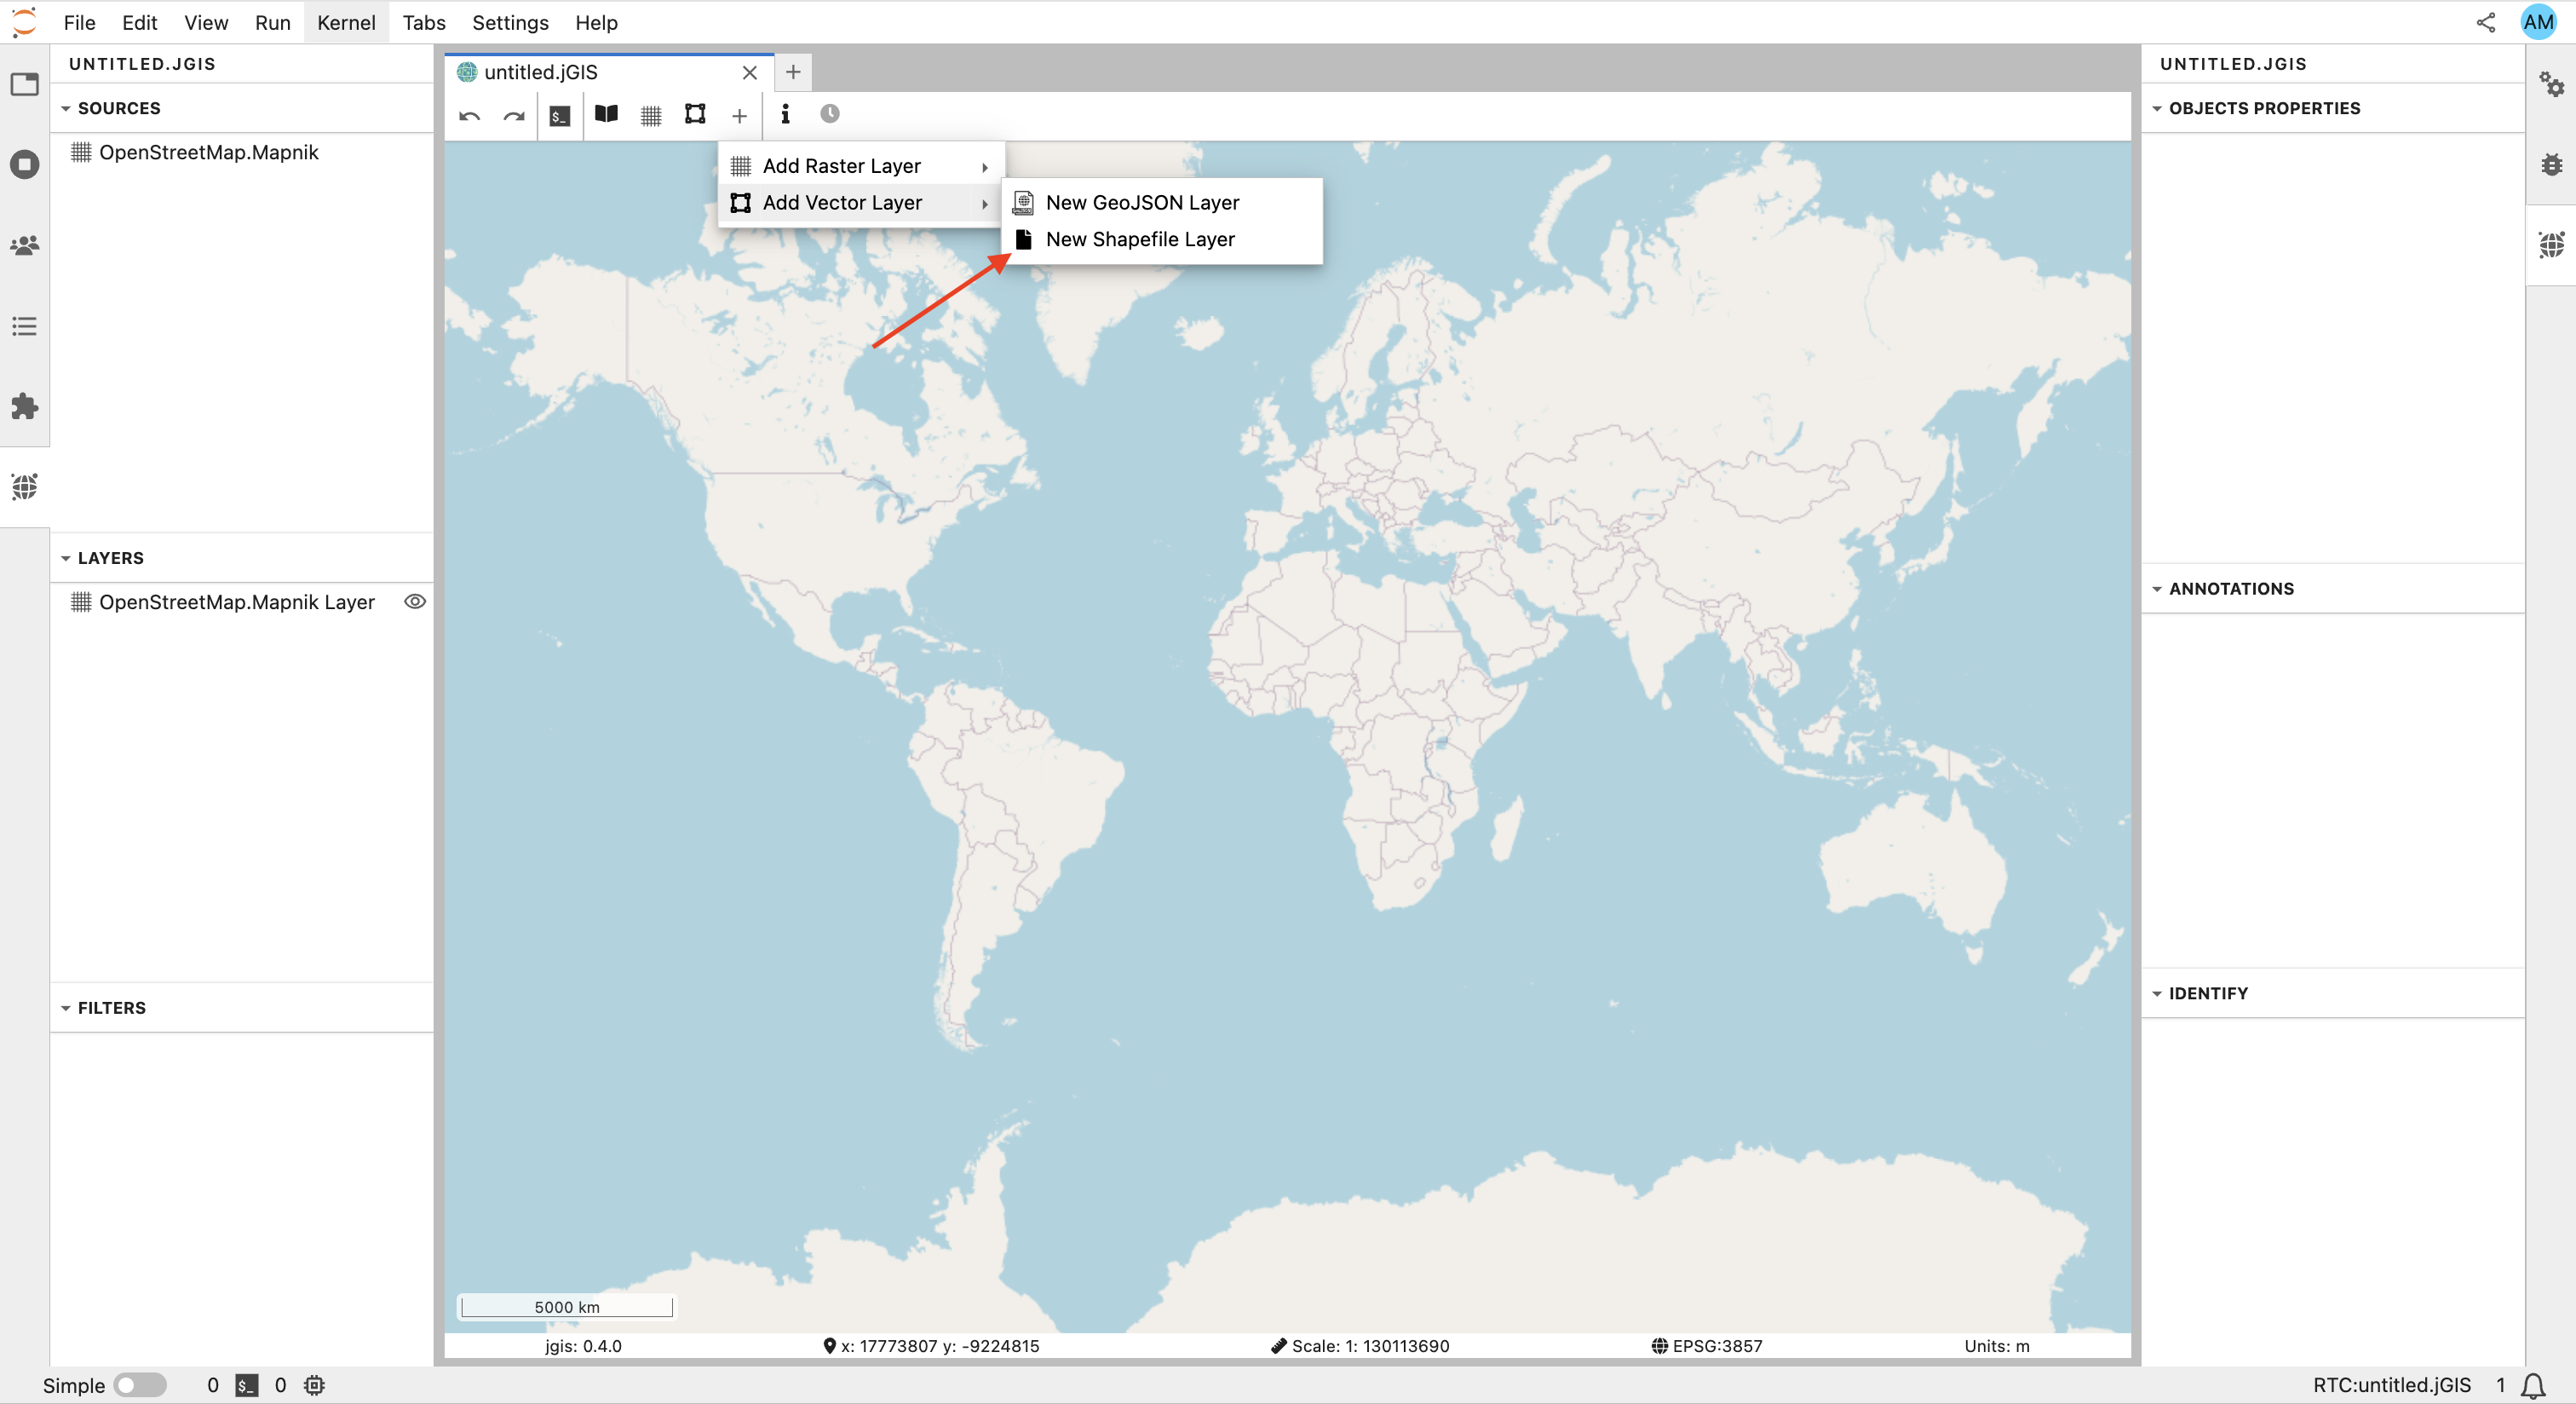 File Edit View Run Kernel Tabs Settings Help AM
UNTITLED.JGIS
SOURCES
OpenStreetMap.Mapnik
LAYERS
OpenStreetMap.Mapnik Layer
FILTERS
untitled.jGIS
Add Raster Layer
Add Vector Layer
New GeoJSON Layer
New Shapefile Layer
5000 km
jgis: 0.4.0 x: 17773807 y: -9224815 Scale: 1: 130113690 EPSG:3857 Units: m
UNTITLED.JGIS
OBJECTS PROPERTIES
ANNOTATIONS
IDENTIFY
Simple 0 $_ 0 RTC:untitled.jGIS 1